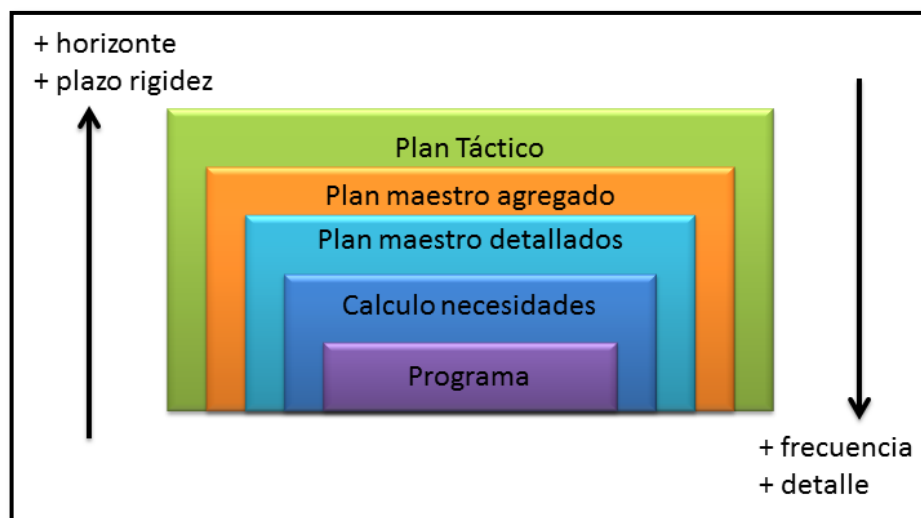 + horizonte
+ plazo rigidez
Plan Táctico
Plan maestro agregado
Plan maestro detallados
Calculo necesidades
Programa
+ frecuencia
+ detalle